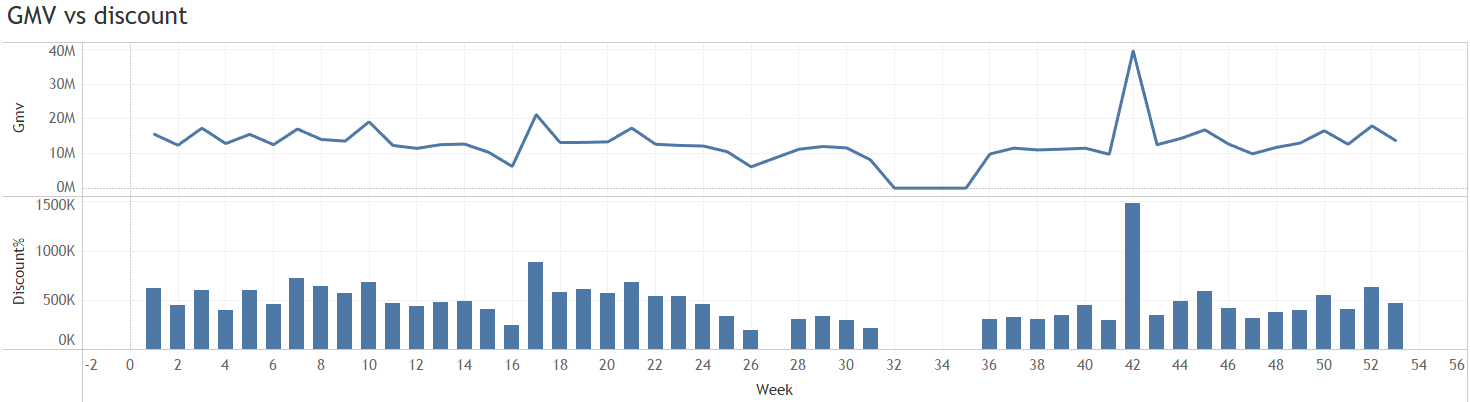 GMV vs discount
Gmv
40M
30M
20M
10M
0M
Discount%
1500K
1000K
500K
0K
-2 0 2 4 6 8 10 12 14 16 18 20 22 24 26 28 30 32 34 36 38 40 42 44 46 48 50 52 54 56
Week